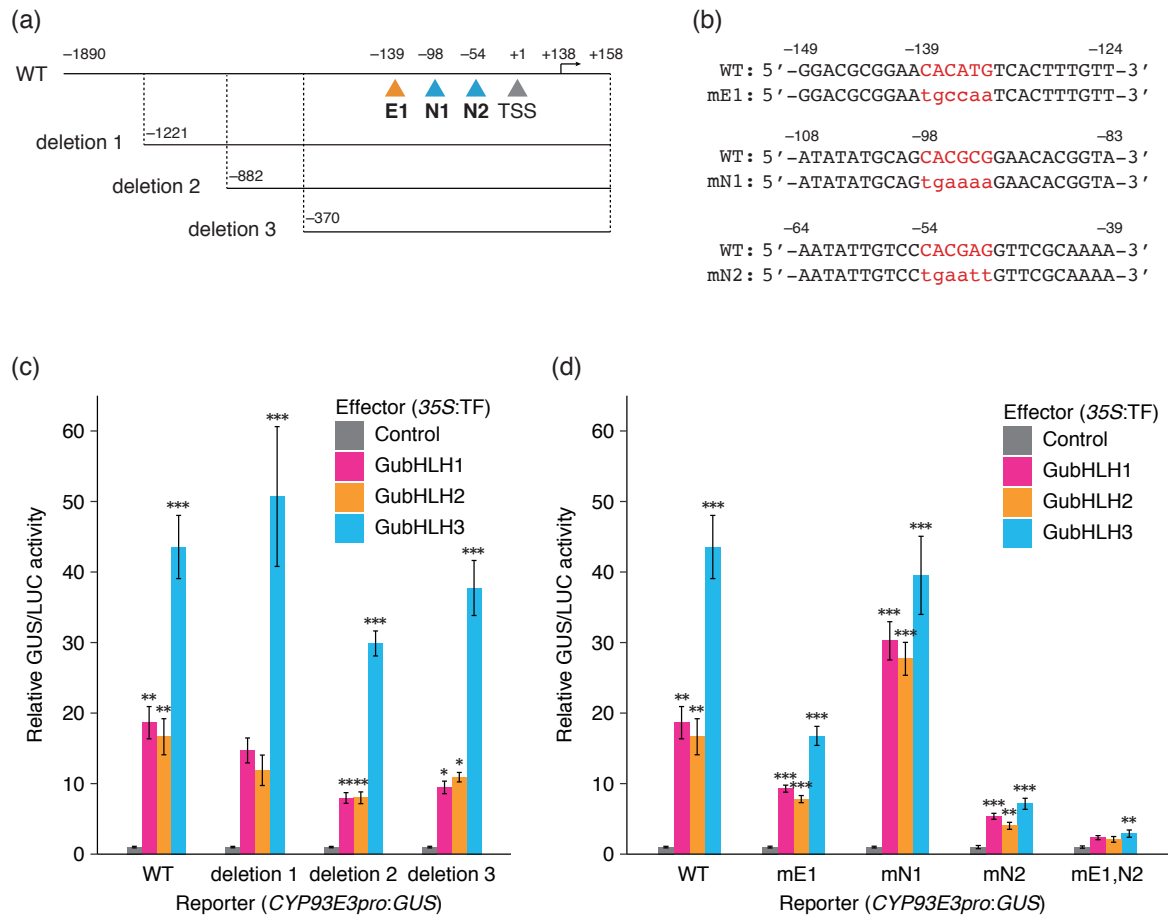 (a)
–1890
–139
–98
–54
+1
+138
+158
WT
E1
N1
N2
TSS
deletion 1
–1221
deletion 2
–882
deletion 3
–370
(b)
–149
–139
–124
WT: 5′-GGACGCGGAACACATGTCACTTTGTT-3′
mE1: 5′-GGACGCGGAAtgccaaTCACTTTGTT-3′
–108
–98
–83
WT: 5′-ATATATGCAGCACGCGGAACACGGTA-3′
mN1: 5′-ATATATGCAGtgaaaaGAACACGGTA-3′
–64
–54
–39
WT: 5′-AATATTGTCCCACGAGGTTCGCAAAA-3′
mN2: 5′-AATATTGTCCtgaattGTTCGCAAAA-3′
(c)
Relative GUS/LUC activity
60
50
40
30
20
10
0
Effector (35S:TF)
Control
GubHLH1
GubHLH2
GubHLH3
** ** ***
***
**** ***
* * ***
WT
deletion 1
deletion 2
deletion 3
Reporter (CYP93E3pro:GUS)
(d)
Relative GUS/LUC activity
60
50
40
30
20
10
0
Effector (35S:TF)
Control
GubHLH1
GubHLH2
GubHLH3
** ** ***
*** *** ***
*** *** ***
*** ** ***
**
WT
mE1
mN1
mN2
mE1,N2
Reporter (CYP93E3pro:GUS)